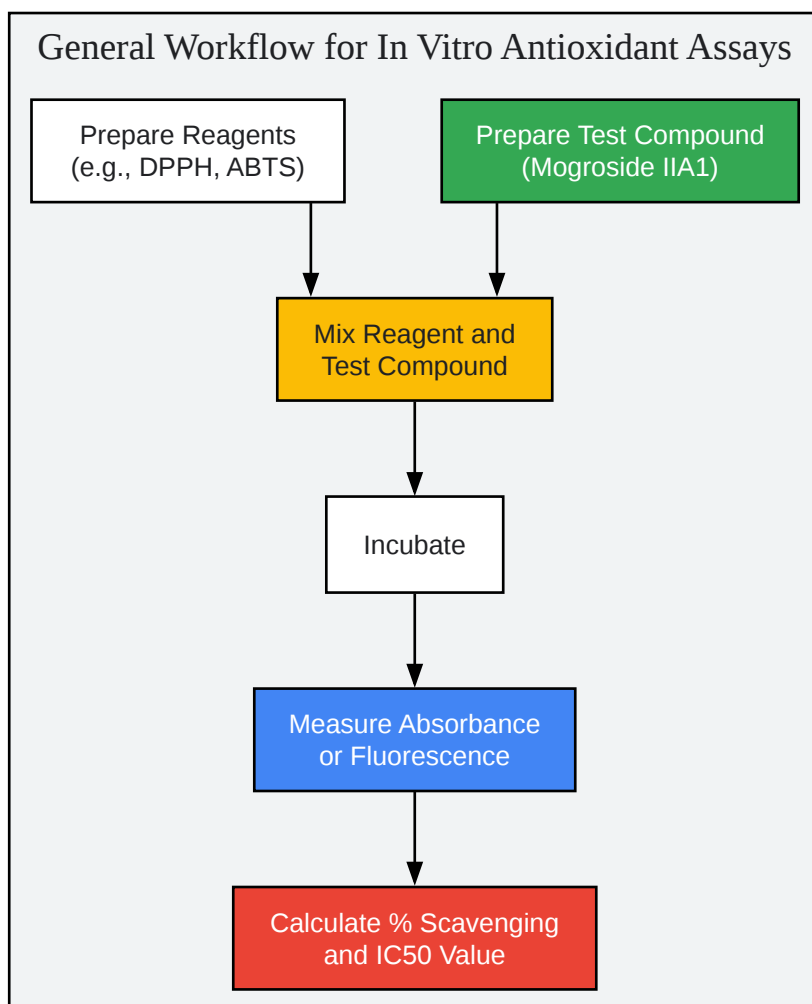 General Workflow for In Vitro Antioxidant Assays
Prepare Reagents
(e.g., DPPH, ABTS)
Prepare Test Compound
(Mogroside IIA1)
Mix Reagent and
Test Compound
Incubate
Measure Absorbance
or Fluorescence
Calculate % Scavenging
and IC50 Value